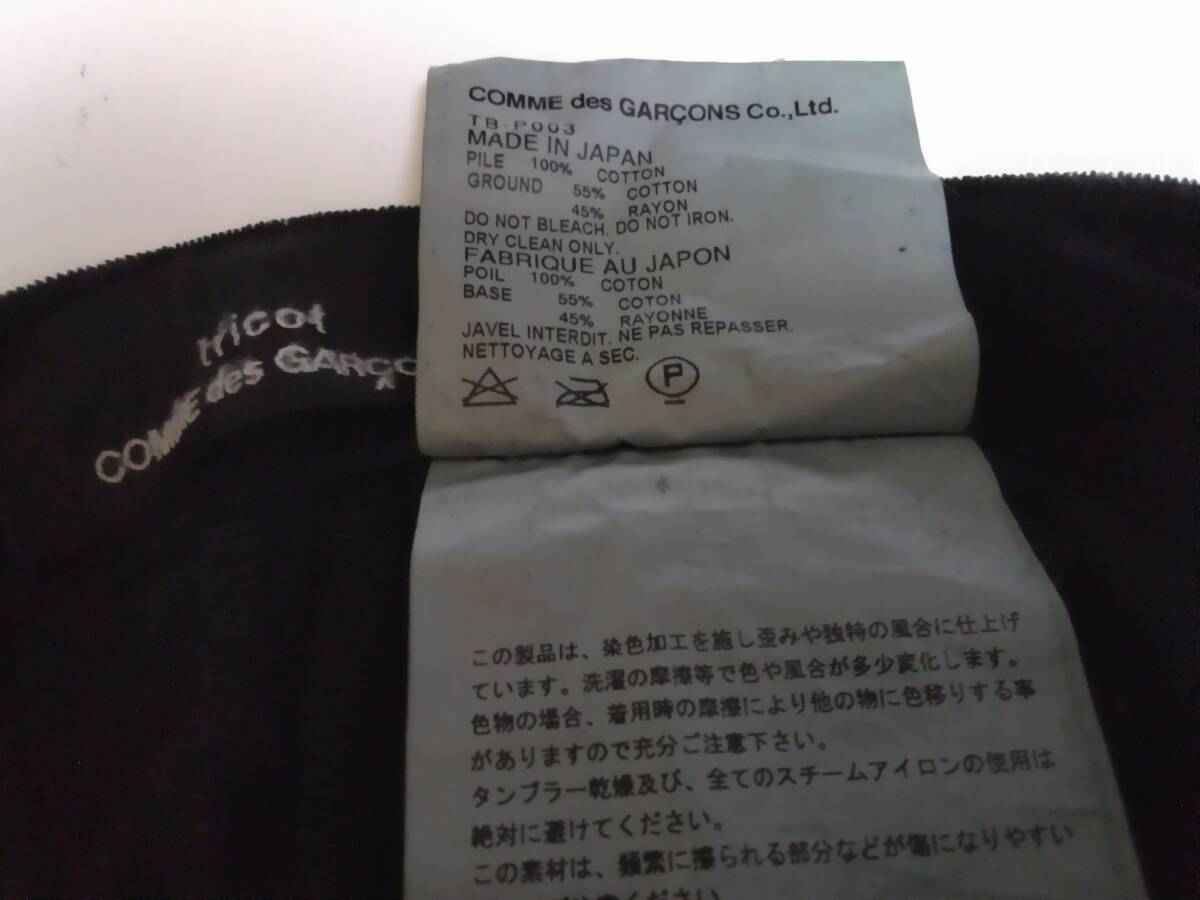 tricot
COMME des GARÇO
COMME des GARÇONS Co.,Ltd.
TB-P003
MADE IN JAPAN
PILE 100% COTTON
GROUND 55% COTTON
45% RAYON
DO NOT BLEACH. DO NOT IRON.
DRY CLEAN ONLY.
FABRIQUE AU JAPON
POIL 100% COTON
BASE 55% COTON
45% RAYONNE
JAVEL INTERDIT. NE PAS REPASSER.
NETTOYAGE A SEC.
P
この製品は、染色加工を施し歪みや独特の風合に仕上げ
ています。洗濯の摩擦等で色や風合が多少変化します。
色物の場合、着用時の摩擦により他の物に色移りする事
がありますので充分ご注意下さい。
タンブラー乾燥及び、全てのスチームアイロンの使用は
絶対に避けてください。
この素材は、頻繁に擦られる部分などが傷になりやすい